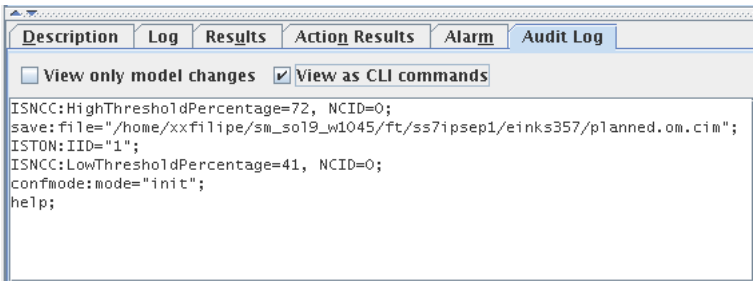 Description Log Results Action Results Alarm Audit Log
View only model changes View as CLI commands
ISNCC:HighThresholdPercentage=72, NCID=0;
save:file="/home/xxfilipe/sm_sol9_w1045/ft/ss7ipsep1/einks357/planned.om.cim";
ISTON:IID="1";
ISNCC:LowThresholdPercentage=41, NCID=0;
confmode:mode="init";
help;